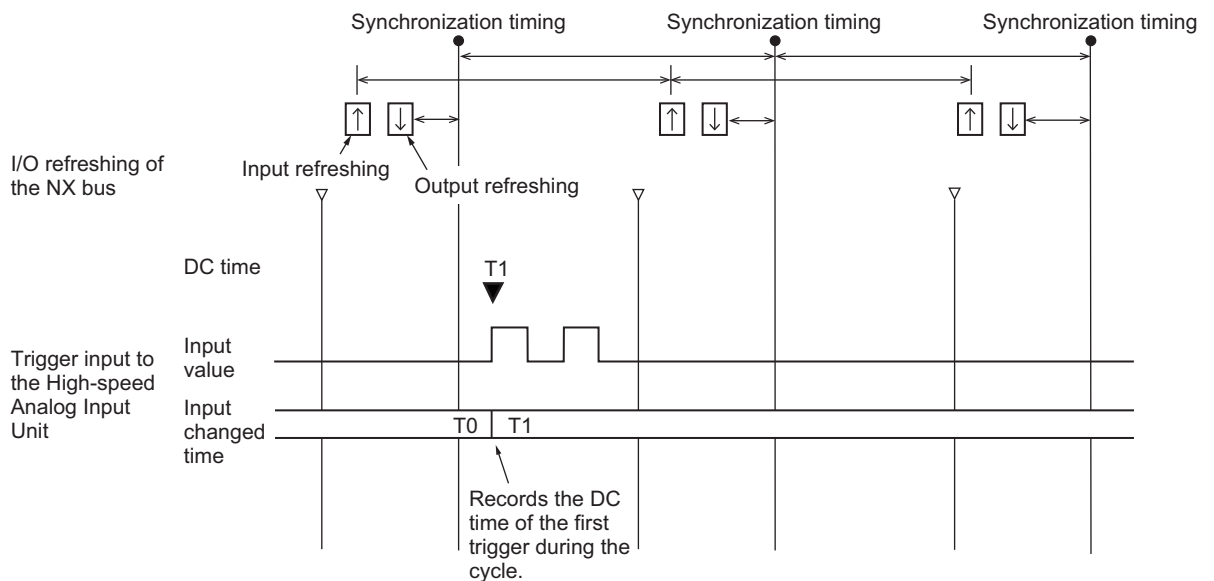 Synchronization timing
Synchronization timing
Synchronization timing
↑
↓
↑
↓
↑
↓
I/O refreshing of
the NX bus
Input refreshing
Output refreshing
DC time
T1
Trigger input to
the High-speed
Analog Input
Unit
Input
value
Input
changed
time
T0
T1
Records the DC
time of the first
trigger during the
cycle.